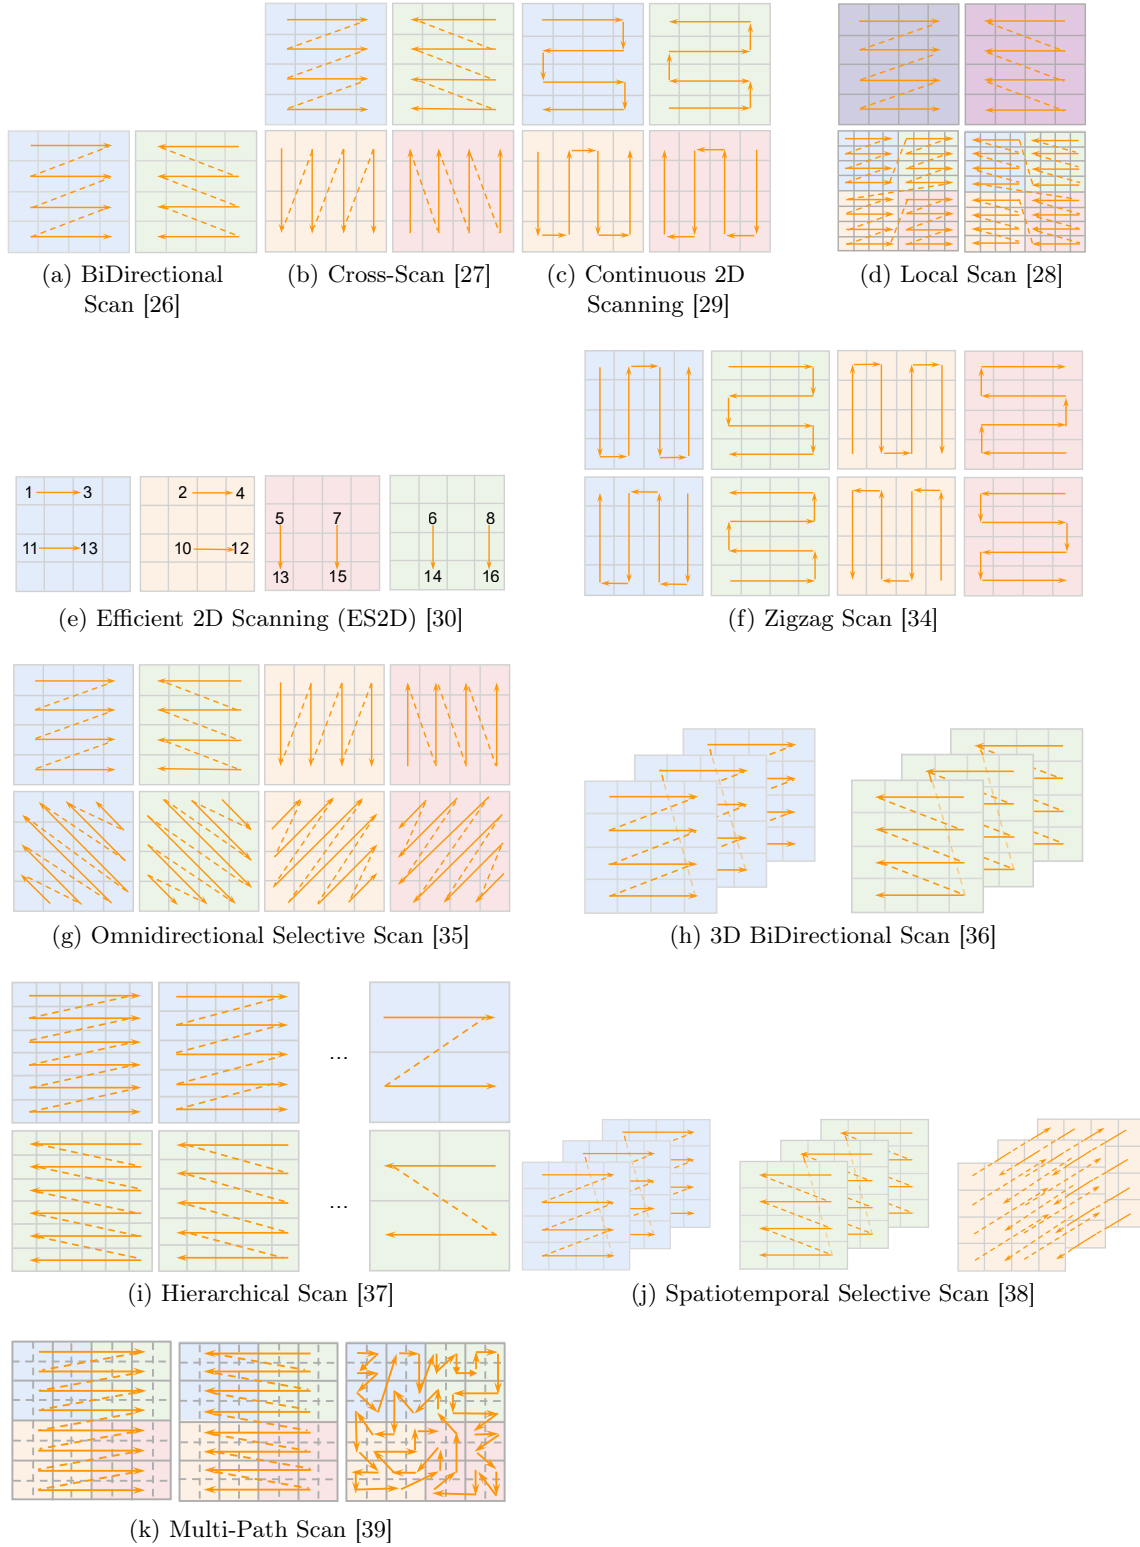 (a) BiDirectional
Scan [26]
(b) Cross-Scan [27]
(c) Continuous 2D
Scanning [29]
(d) Local Scan [28]
1 3
11 13
2 4
10 12
5 7
13 15
6 8
14 16
(e) Efficient 2D Scanning (ES2D) [30]
(f) Zigzag Scan [34]
(g) Omnidirectional Selective Scan [35]
(h) 3D BiDirectional Scan [36]
...
...
(i) Hierarchical Scan [37]
(j) Spatiotemporal Selective Scan [38]
(k) Multi-Path Scan [39]